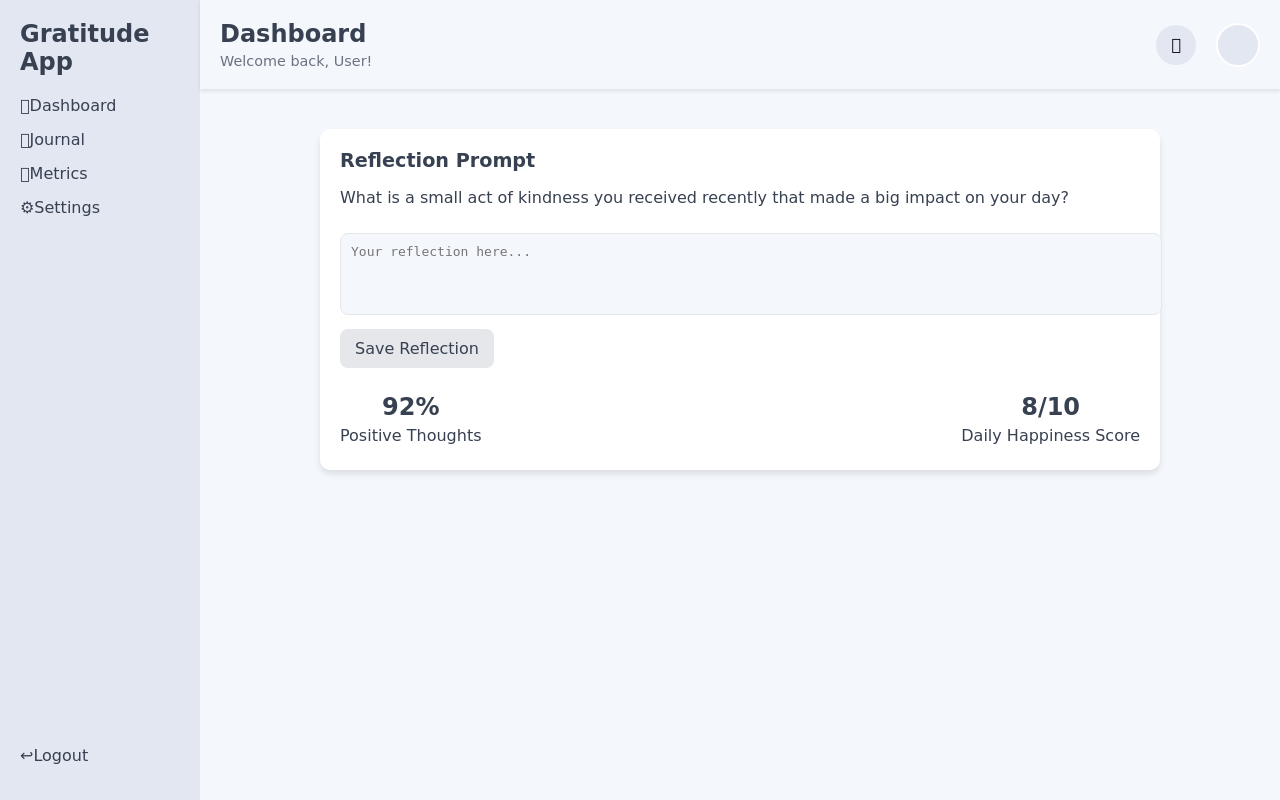 Gratitude
App
Dashboard
Journal
Metrics
⚙Settings
↩Logout
Dashboard
Welcome back, User!
Reflection Prompt
What is a small act of kindness you received recently that made a big impact on your day?
Your reflection here...
Save Reflection
92%
Positive Thoughts
8/10
Daily Happiness Score